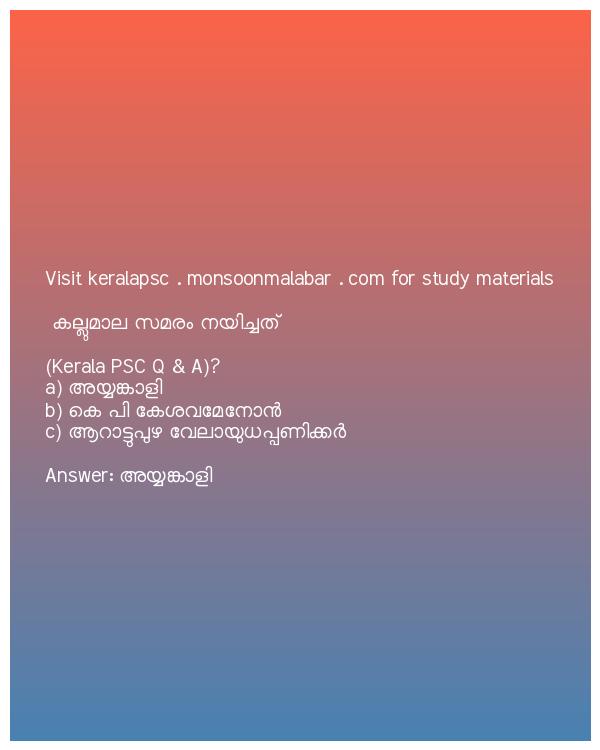 Visit keralapsc . monsoonmalabar . com for study materials
കല്ലുമാല സമരം നയിച്ചത്
(Kerala PSC Q & A)?
a) അയ്യങ്കാളി
b) കെ പി കേശവമേനോൻ
c) ആറാട്ടുപുഴ വേലായുധപ്പണിക്കർ
Answer: അയ്യങ്കാളി